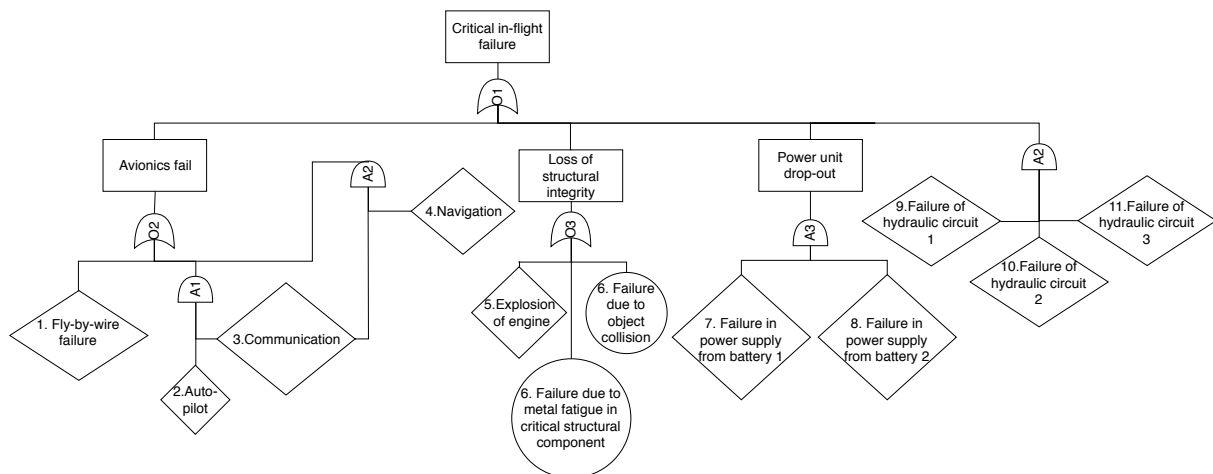 Critical in-flight
failure
O1
Avionics fail
A2
Loss of
structural
integrity
Power unit
drop-out
A2
O2
4.Navigation
O3
A3
9.Failure of
hydraulic circuit
1
11.Failure of
hydraulic circuit
3
10.Failure of
hydraulic circuit
2
A1
1. Fly-by-wire
failure
3.Communication
2.Auto-
pilot
5.Explosion
of engine
6. Failure
due to
object
collision
7. Failure in
power supply
from battery 1
8. Failure in
power supply
from battery 2
6. Failure due to
metal fatigue in
critical structural
component